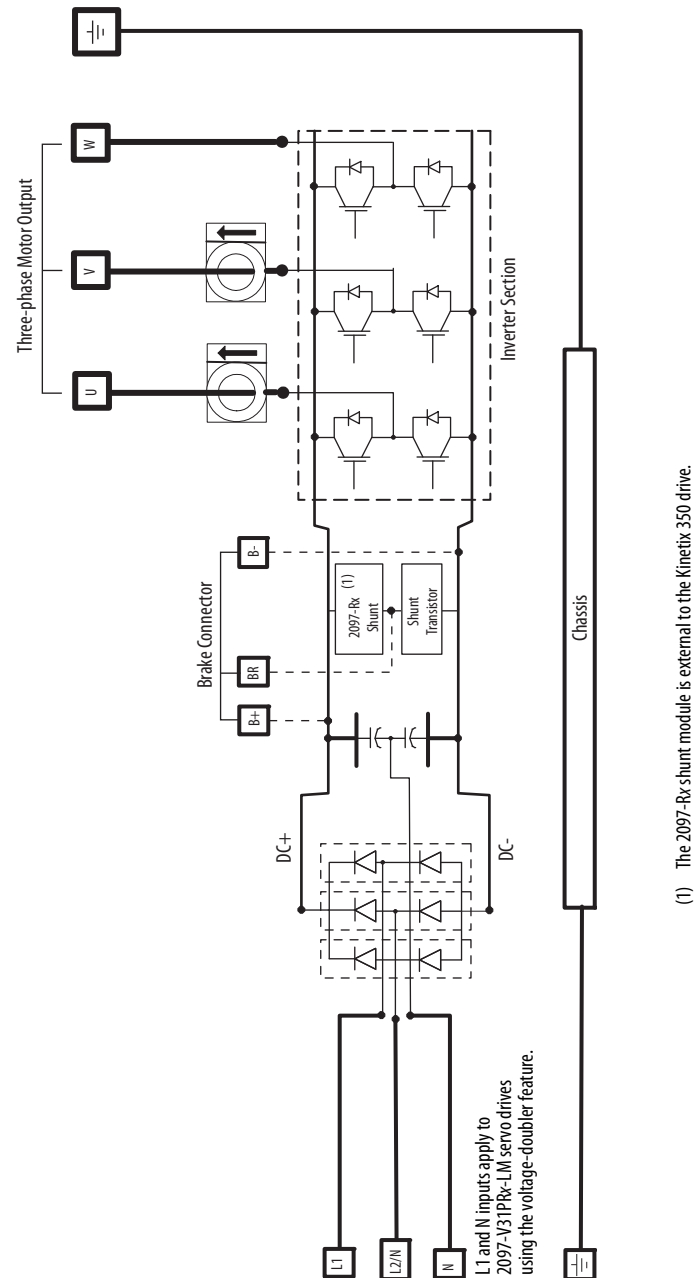 Three-phase Motor Output
U
V
W
Inverter Section
Brake Connector
B+
BR
B-
2097-Rx
Shunt
(1)
Shunt
Transistor
DC+
DC-
L1
L2/N
N
L1 and N inputs apply to
2097-V31PRx-LM servo drives
using the voltage-doubler feature.
Chassis
(1) The 2097-Rx shunt module is external to the Kinetix 350 drive.